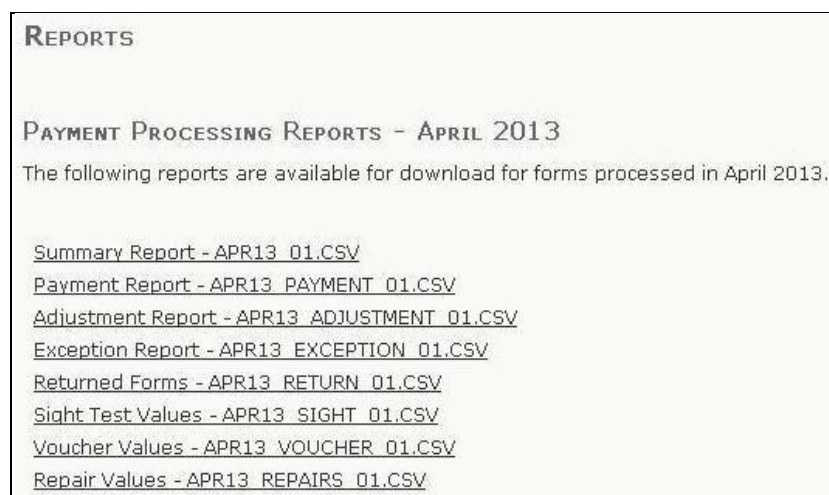 REPORTS
PAYMENT PROCESSING REPORTS - APRIL 2013
The following reports are available for download for forms processed in April 2013.
Summary Report - APR13_01.CSV
Payment Report - APR13_PAYMENT_01.CSV
Adjustment Report - APR13_ADJUSTMENT_01.CSV
Exception Report - APR13_EXCEPTION_01.CSV
Returned Forms - APR13_RETURN_01.CSV
Sight Test Values - APR13_SIGHT_01.CSV
Voucher Values - APR13_VOUCHER_01.CSV
Repair Values - APR13_REPAIRS_01.CSV